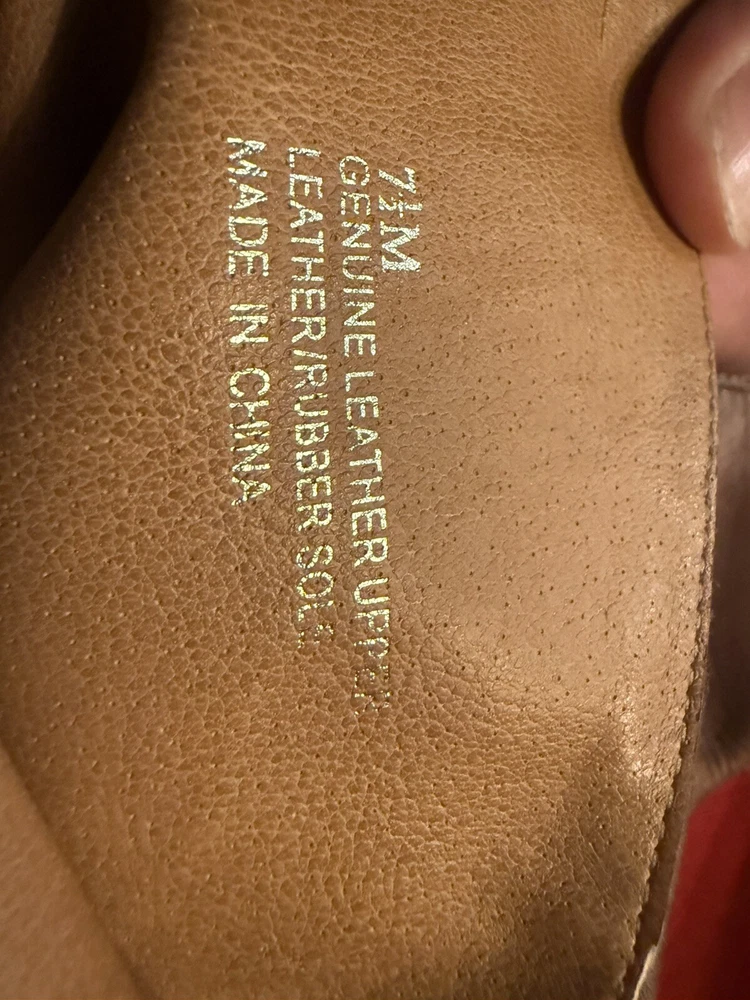 7½M
GENUINE LEATHER UPPER
LEATHER/RUBBER SOLE
MADE IN CHINA